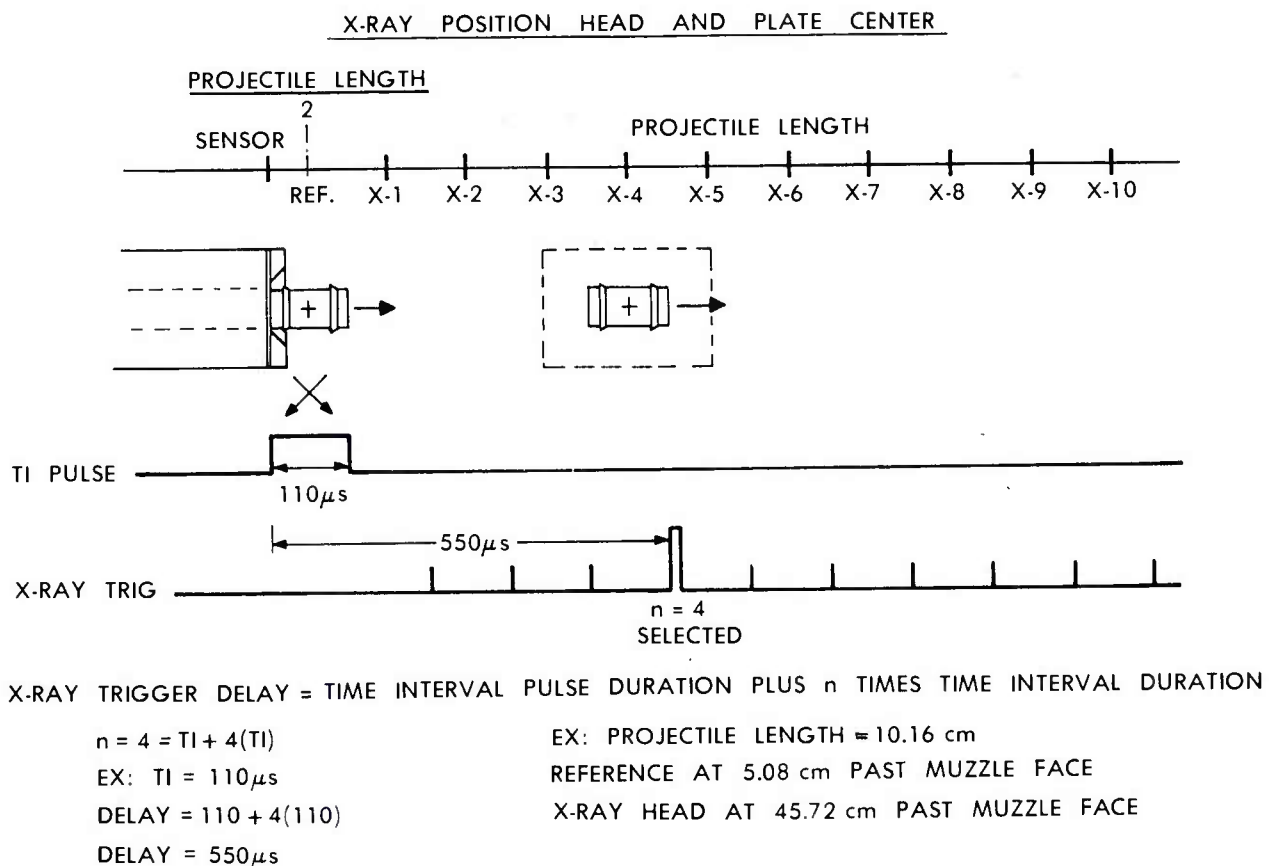 X-RAY POSITION HEAD AND PLATE CENTER
PROJECTILE LENGTH
2
SENSOR
PROJECTILE LENGTH
REF. X-1 X-2 X-3 X-4 X-5 X-6 X-7 X-8 X-9 X-10
TI PULSE
110μs
550μs
X-RAY TRIG
n = 4
SELECTED
X-RAY TRIGGER DELAY = TIME INTERVAL PULSE DURATION PLUS n TIMES TIME INTERVAL DURATION
n = 4 = TI + 4(TI)
EX: TI = 110μs
DELAY = 110 + 4(110)
DELAY = 550μs
EX: PROJECTILE LENGTH = 10.16 cm
REFERENCE AT 5.08 cm PAST MUZZLE FACE
X-RAY HEAD AT 45.72 cm PAST MUZZLE FACE